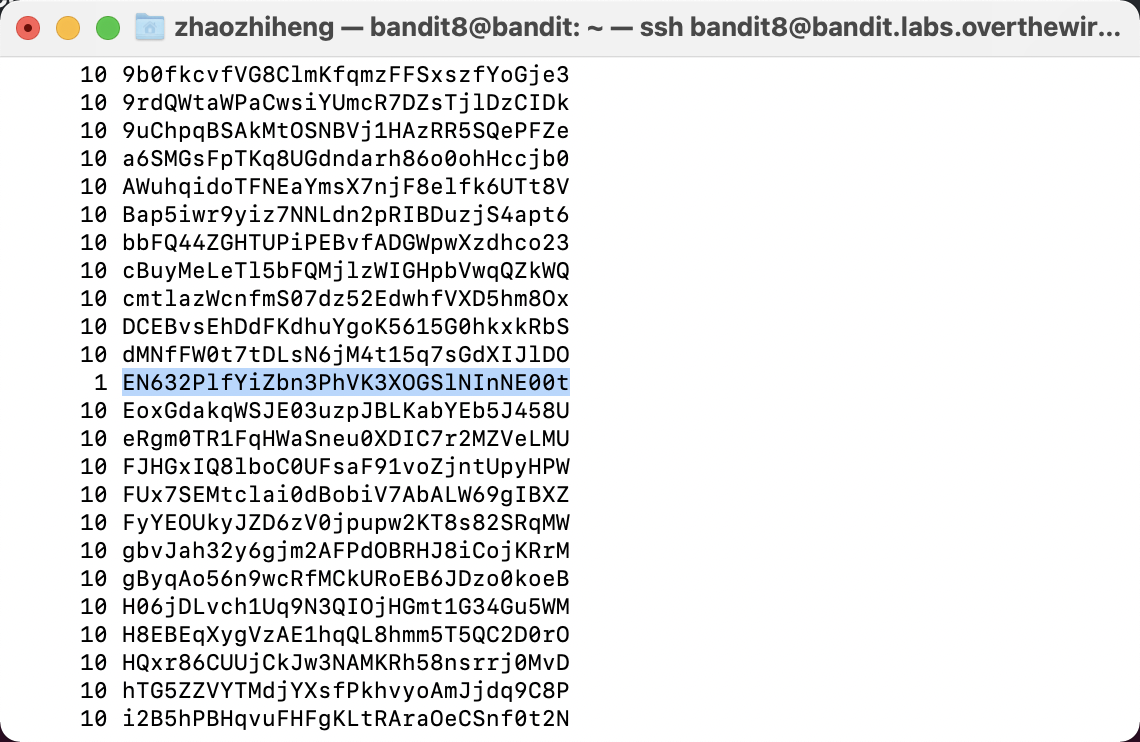 zhaozhiheng — bandit8@bandit: ~ — ssh bandit8@bandit.labs.overthewir...
10 9b0fkcvfVG8ClmKfqmzFFSxszfYoGje3
10 9rdQWtaWPaCwsiYUmcR7DZsTjlDzCIDk
10 9uChpqBSAkMtOSNBVj1HAzRR5SQePFZe
10 a6SMGsFpTKq8UGdndarh86o0ohHccjb0
10 AWuhqidoTFNEaYmsX7njF8elfk6UTt8V
10 Bap5iwr9yiz7NNLdn2pRIBDuzjS4apt6
10 bbFQ44ZGHTUPiPEBvfADGWpwXzdhco23
10 cBuyMeLeTl5bFQMjlzWIGHpbVwqQZkWQ
10 cmtlazWcnfmS07dz52EdwhfVXD5hm8Ox
10 DCEBvsEhDdFKdhuYgoK5615G0hkxkRbS
10 dMNfFW0t7tDLsN6jM4t15q7sGdXIJlDO
1 EN632PlfYiZbn3PhVK3XOGSlNInNE00t
10 EoxGdakqWSJE03uzpJBLKabYEb5J458U
10 eRgm0TR1FqHWaSneu0XDIC7r2MZVeLMU
10 FJHGxIQ8lboC0UFsaF91voZjntUpyHPW
10 FUx7SEMtclai0dBobiV7AbALW69gIBXZ
10 FyYEOUkyJZD6zV0jpupw2KT8s82SRqMW
10 gbvJah32y6gjm2AFPdOBRHJ8iCojKRrM
10 gByqAo56n9wcRfMCkURoEB6JDzo0koeB
10 H06jDLvch1Uq9N3QIOjHGmt1G34Gu5WM
10 H8EBEqXygVzAE1hqQL8hmm5T5QC2D0rO
10 HQxr86CUUjCkJw3NAMKRh58nsrrj0MvD
10 hTG5ZZVYTMdjYXsfPkhvyoAmJjdq9C8P
10 i2B5hPBHqvuFHFgKLtRAraOeCSnf0t2N